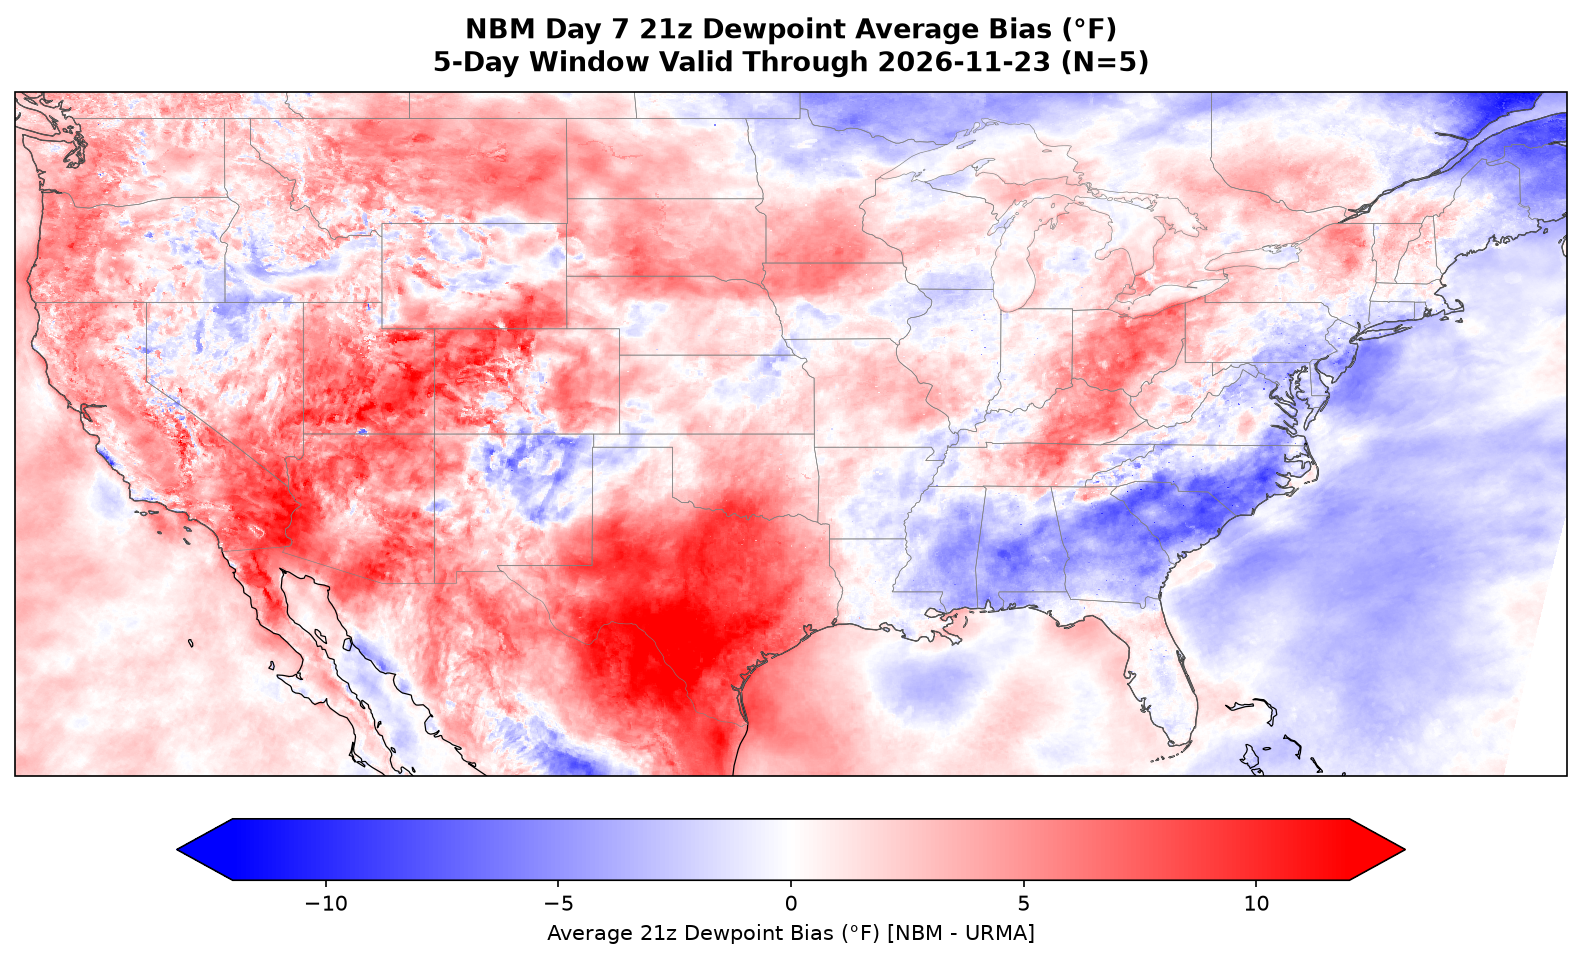 NBM Day 7 21z Dewpoint Average Bias (°F)
5-Day Window Valid Through 2026-11-23 (N=5)
−10
−5
0
5
10
Average 21z Dewpoint Bias (°F) [NBM - URMA]